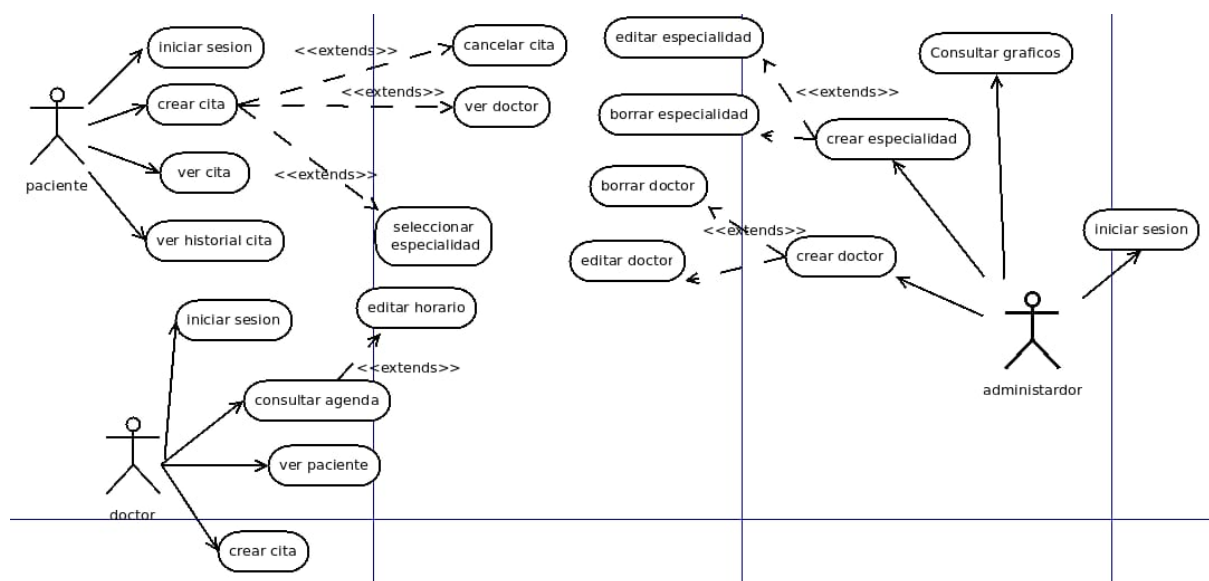 iniciar sesion
crear cita
ver cita
ver historial cita
paciente
<<extends>>
<<extends>>
<<extends>>
cancelar cita
ver doctor
seleccionar
especialidad
editar horario
iniciar sesion
<<extends>>
consultar agenda
ver paciente
crear cita
doctor
editar especialidad
<<extends>>
borrar especialidad
crear especialidad
borrar doctor
<<extends>>
editar doctor
crear doctor
Consultar graficos
iniciar sesion
administardor